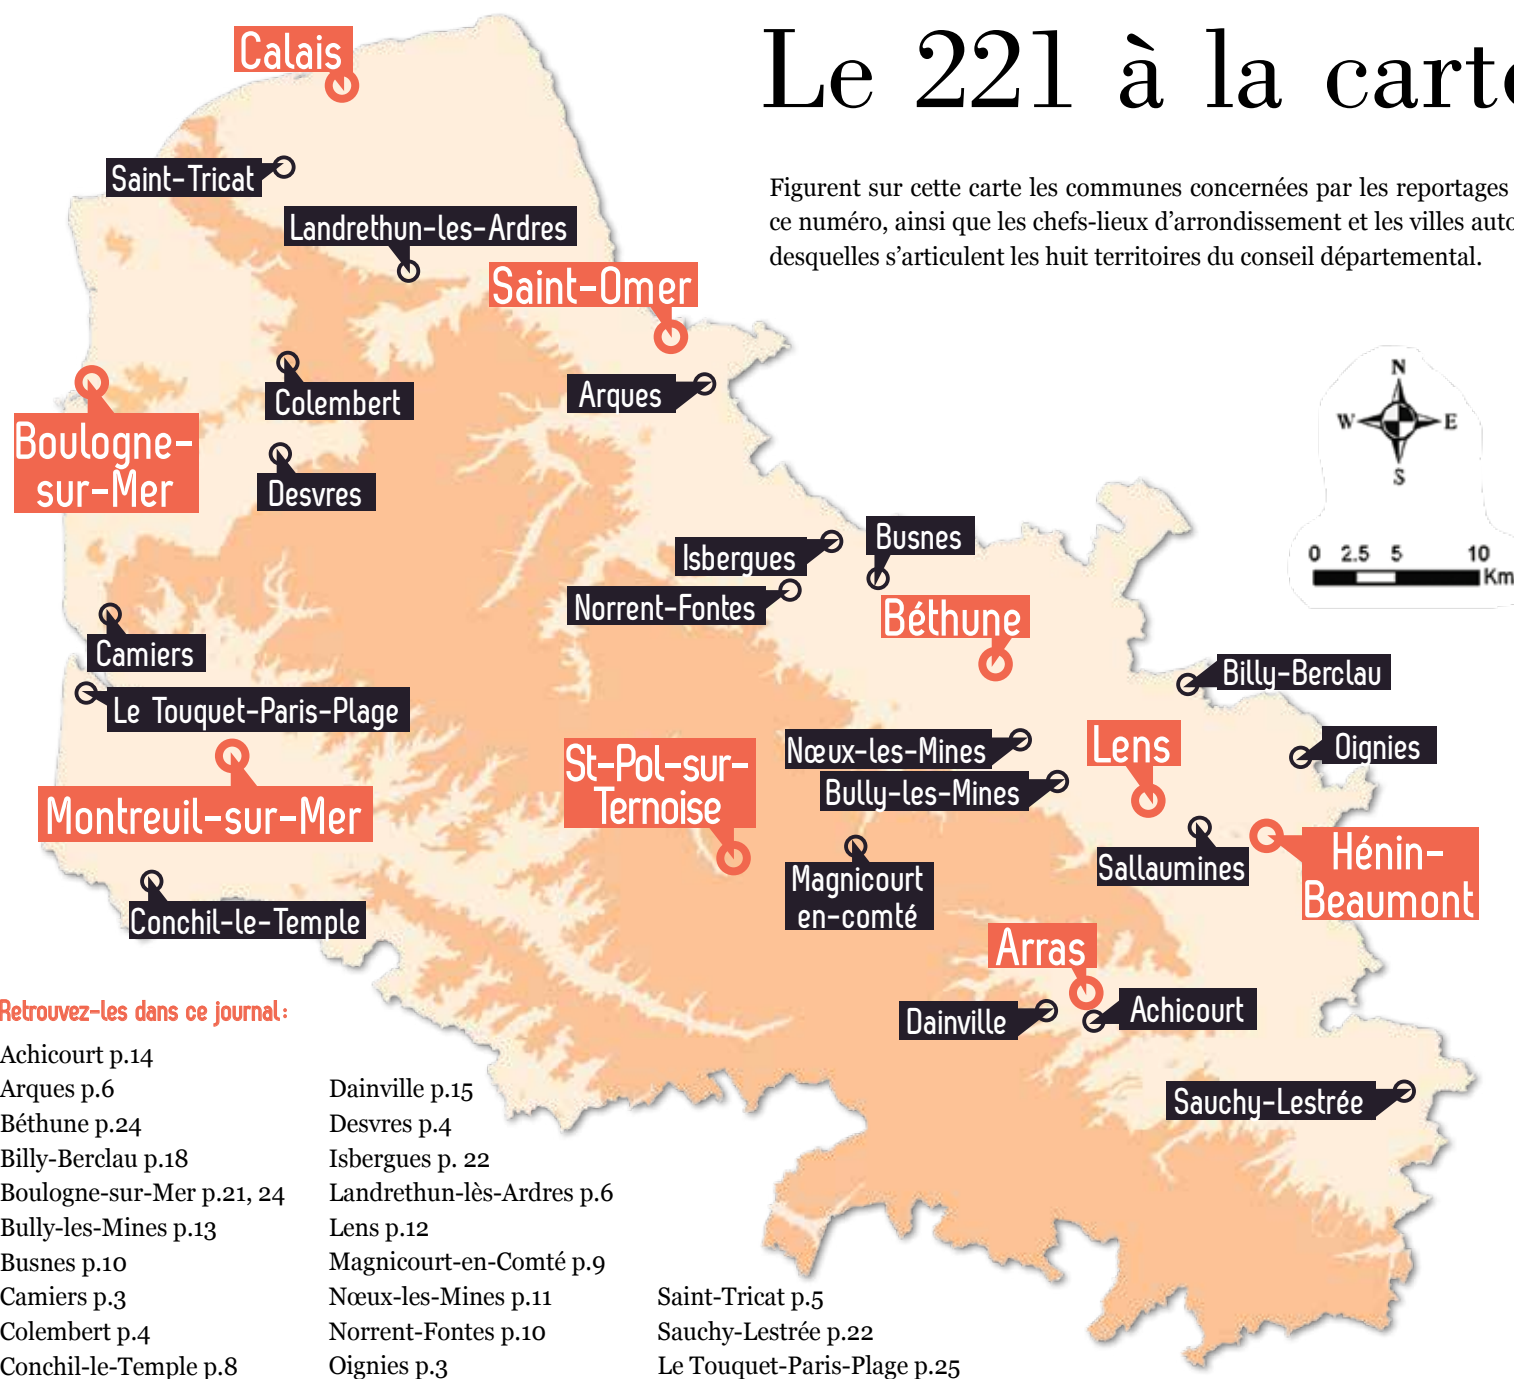 Le 221 à la carte
Figurent sur cette carte les communes concernées par les reportages
ce numéro, ainsi que les chefs-lieux d'arrondissement et les villes auto
desquelles s'articulent les huit territoires du conseil départemental.
Calais
Saint-Tricat
Landrethun-les-Ardres
Saint-Omer
Colembert
Arques
Boulogne-
sur-Mer
Desvres
N
W E
S
0 2.5 5 10
Km
Isbergues
Busnes
Norrent-Fontes
Béthune
Camiers
Billy-Berclau
Le Touquet-Paris-Plage
Nœux-les-Mines
Lens
Oignies
St-Pol-sur-
Ternoise
Bully-les-Mines
Montreuil-sur-Mer
Magnicourt
en-comté
Sallaumines
Hénin-
Beaumont
Conchil-le-Temple
Arras
Dainville
Achicourt
Sauchy-Lestrée
Retrouvez-les dans ce journal :
Achicourt p.14
Arques p.6
Béthune p.24
Billy-Berclau p.18
Boulogne-sur-Mer p.21, 24
Bully-les-Mines p.13
Busnes p.10
Camiers p.3
Colembert p.4
Conchil-le-Temple p.8
Dainville p.15
Desvres p.4
Isbergues p. 22
Landrethun-lès-Ardres p.6
Lens p.12
Magnicourt-en-Comté p.9
Nœux-les-Mines p.11
Norrent-Fontes p.10
Oignies p.3
Saint-Tricat p.5
Sauchy-Lestrée p.22
Le Touquet-Paris-Plage p.25